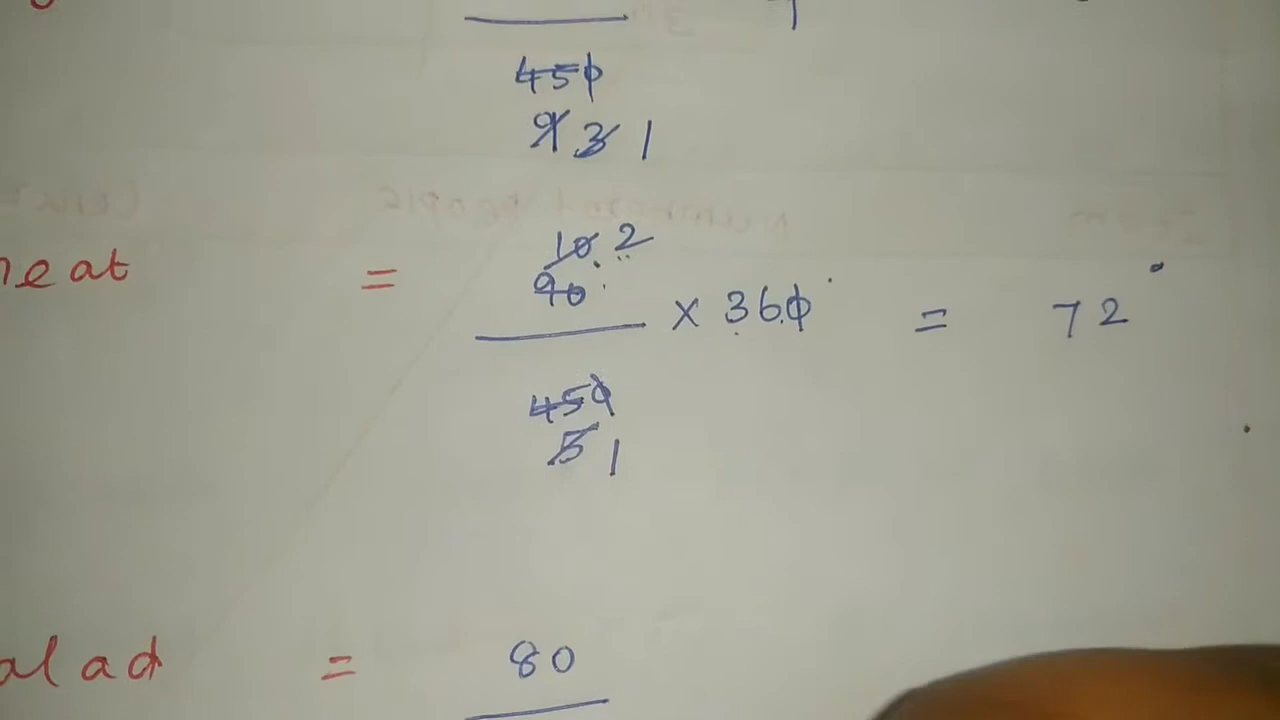 450
9 3 1
10 2
neat = 90 × 360 = 72°
450
5 1
alad = 80